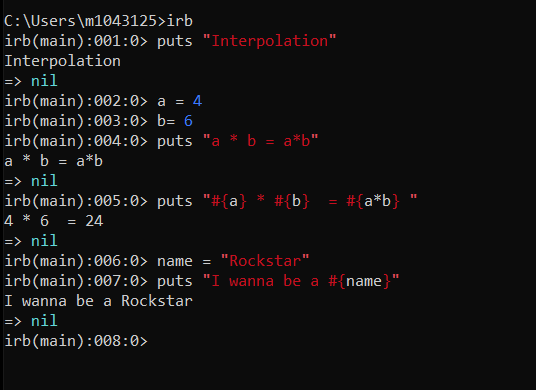 C:\Users\m1043125>irb
irb(main):001:0> puts "Interpolation"
Interpolation
=> nil
irb(main):002:0> a = 4
irb(main):003:0> b= 6
irb(main):004:0> puts "a * b = a*b"
a * b = a*b
=> nil
irb(main):005:0> puts "#{a} * #{b}  = #{a*b} "
4 * 6  = 24
=> nil
irb(main):006:0> name = "Rockstar"
irb(main):007:0> puts "I wanna be a #{name}"
I wanna be a Rockstar
=> nil
irb(main):008:0>